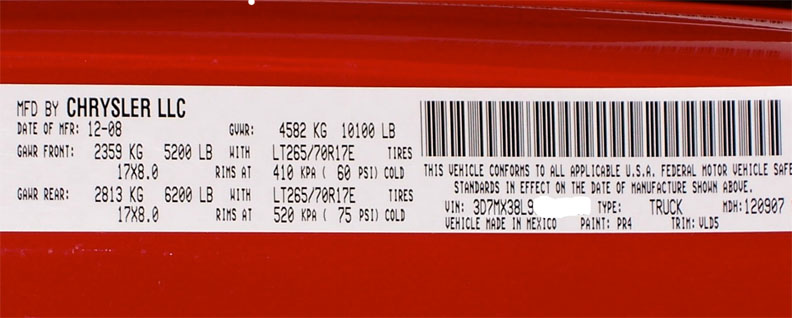 MFD BY CHRYSLER LLC
DATE OF MFR: 12-08 GVWR: 4582 KG 10100 LB
GAWR FRONT: 2359 KG 5200 LB WITH LT265/70R17E TIRES
17X8.0 RIMS AT 410 KPA ( 60 PSI) COLD
GAWR REAR: 2813 KG 6200 LB WITH LT265/70R17E TIRES
17X8.0 RIMS AT 520 KPA ( 75 PSI) COLD
THIS VEHICLE CONFORMS TO ALL APPLICABLE U.S.A. FEDERAL MOTOR VEHICLE SAFE
STANDARDS IN EFFECT ON THE DATE OF MANUFACTURE SHOWN ABOVE.
VIN: 3D7MX38L9 TYPE: TRUCK MDH: 120907
VEHICLE MADE IN MEXICO PAINT: PR4 TRIM: VLD5